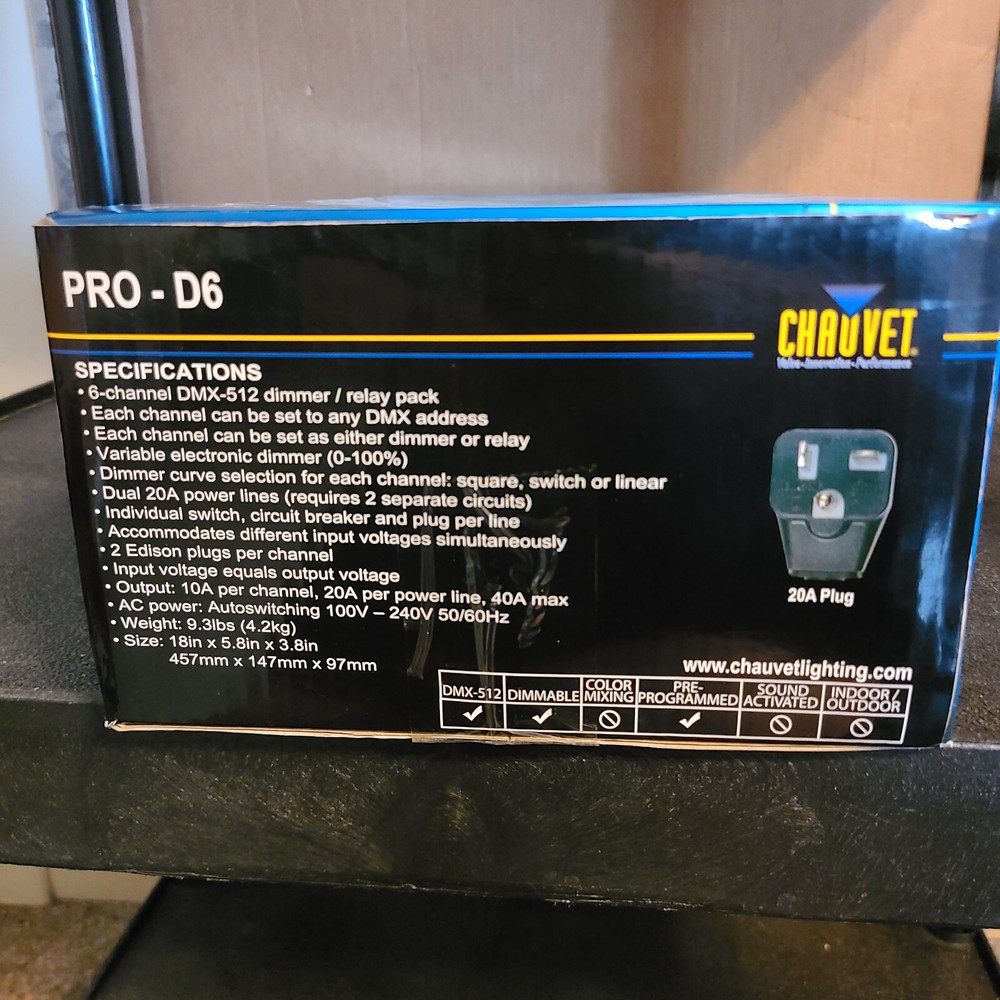 PRO - D6
CHAUVET
Value • Innovation • Performance
SPECIFICATIONS
• 6-channel DMX-512 dimmer / relay pack
• Each channel can be set to any DMX address
• Each channel can be set as either dimmer or relay
• Variable electronic dimmer (0-100%)
• Dimmer curve selection for each channel: square, switch or linear
• Dual 20A power lines (requires 2 separate circuits)
• Individual switch, circuit breaker and plug per line
• Accommodates different input voltages simultaneously
• 2 Edison plugs per channel
• Input voltage equals output voltage
• Output: 10A per channel, 20A per power line, 40A max
• AC power: Autoswitching 100V – 240V 50/60Hz
• Weight: 9.3lbs (4.2kg)
• Size: 18in x 5.8in x 3.8in
457mm x 147mm x 97mm
20A Plug
www.chauvetlighting.com
DMX-512
DIMMABLE
COLOR
MIXING
PRE-
PROGRAMMED
SOUND
ACTIVATED
INDOOR /
OUTDOOR